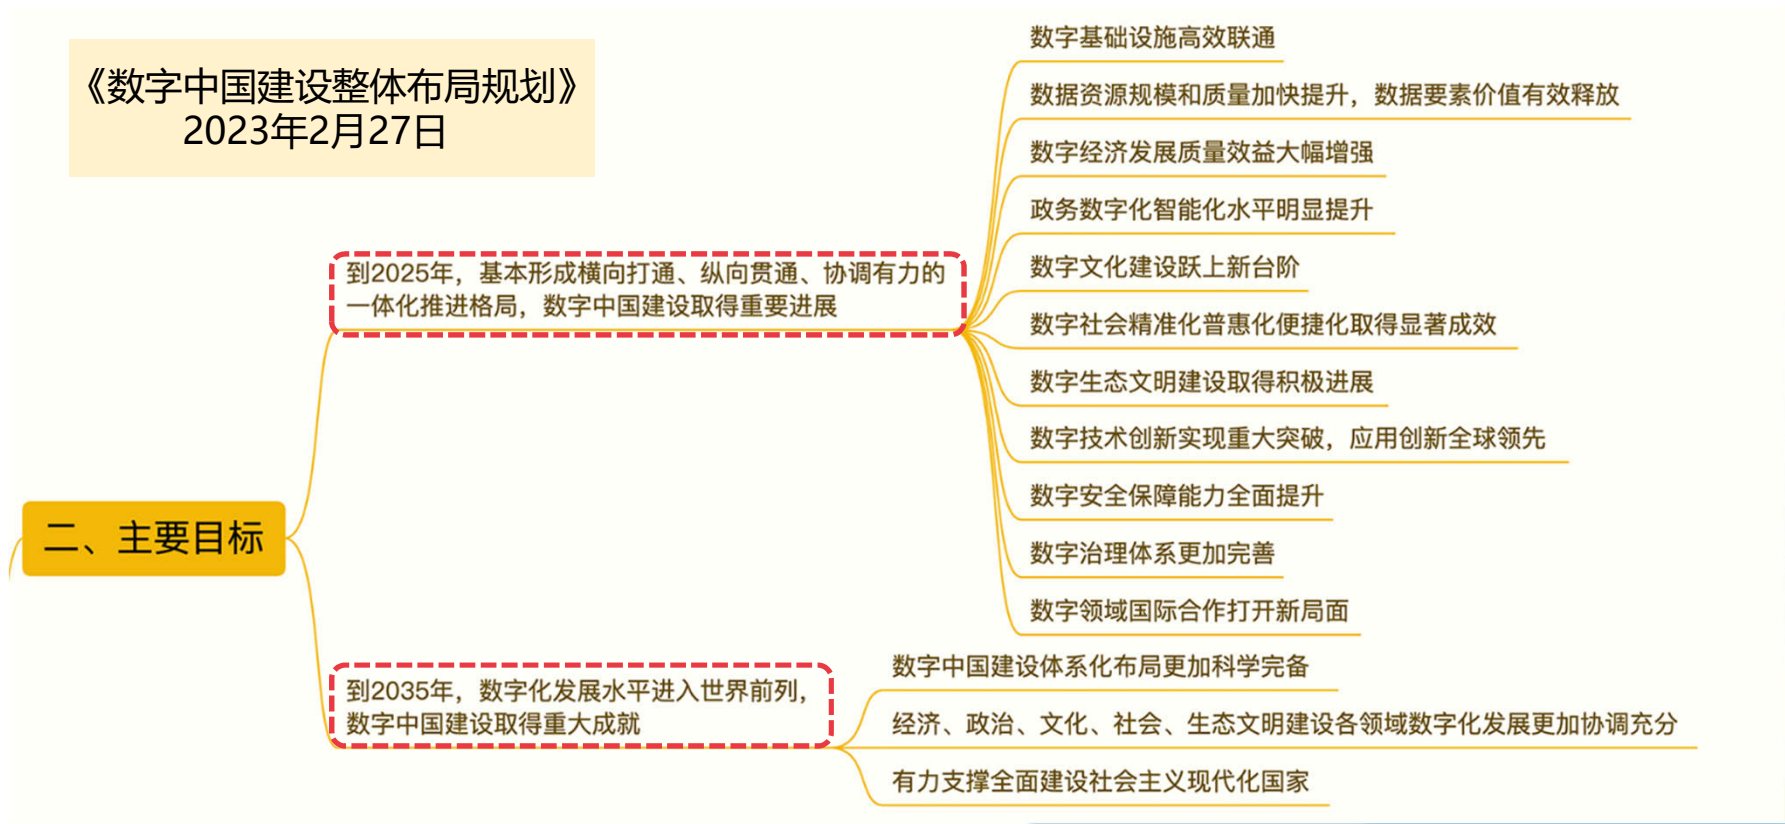 《数字中国建设整体布局规划》
2023年2月27日
二、主要目标
到2025年，基本形成横向打通、纵向贯通、协调有力的
一体化推进格局，数字中国建设取得重要进展
数字基础设施高效联通
数据资源规模和质量加快提升，数据要素价值有效释放
数字经济发展质量效益大幅增强
政务数字化智能化水平明显提升
数字文化建设跃上新台阶
数字社会精准化普惠化便捷化取得显著成效
数字生态文明建设取得积极进展
数字技术创新实现重大突破，应用创新全球领先
数字安全保障能力全面提升
数字治理体系更加完善
数字领域国际合作打开新局面
到2035年，数字化发展水平进入世界前列，
数字中国建设取得重大成就
数字中国建设体系化布局更加科学完备
经济、政治、文化、社会、生态文明建设各领域数字化发展更加协调充分
有力支撑全面建设社会主义现代化国家